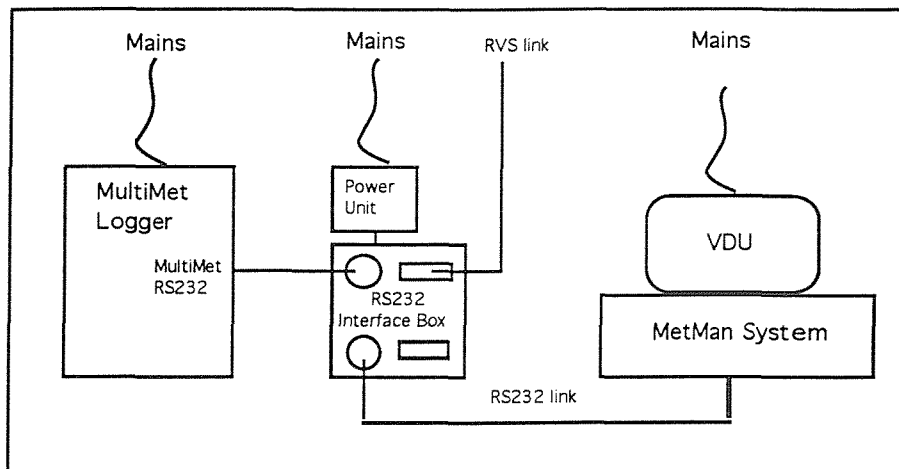 Mains
Mains
RVS link
Mains
MultiMet
Logger
Power
Unit
VDU
MultiMet
RS232
RS232
Interface Box
MetMan System
RS232 link